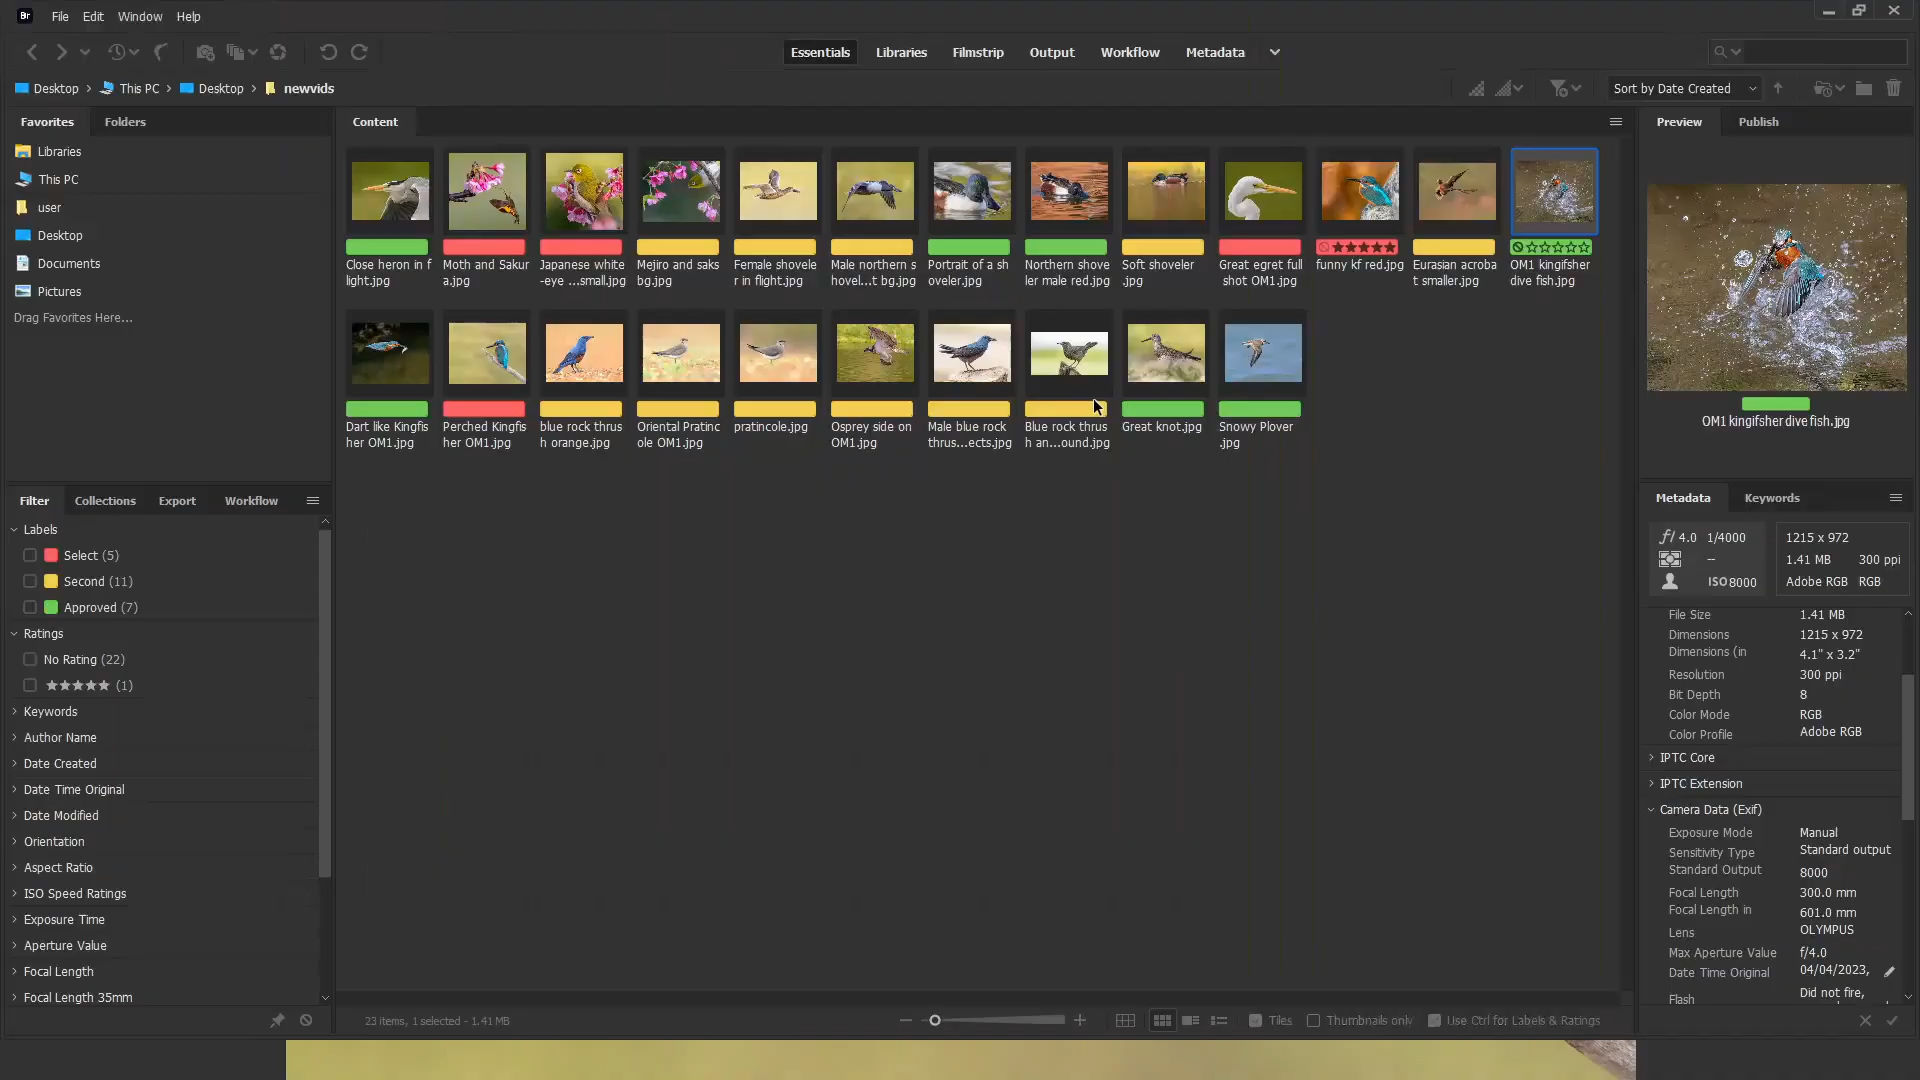 Br File Edit Window Help
Essentials Libraries Filmstrip Output Workflow Metadata
Desktop This PC Desktop newvids
Sort by Date Created
Favorites Folders
Libraries
This PC
user
Desktop
Documents
Pictures
Drag Favorites Here...
Filter Collections Export Workflow
Labels
Select (5)
Second (11)
Approved (7)
Ratings
No Rating (22)
★★★★★ (1)
Keywords
Author Name
Date Created
Date Time Original
Date Modified
Orientation
Aspect Ratio
ISO Speed Ratings
Exposure Time
Aperture Value
Focal Length
Focal Length 35mm
Content
Close heron in f
light.jpg
Moth and Sakur
a.jpg
Japanese white
-eye ...small.jpg
Mejiro and saks
bg.jpg
Female shovele
r in flight.jpg
Male northern s
hovel...t bg.jpg
Portrait of a sh
oveler.jpg
Northern shove
ler male red.jpg
Soft shoveler
.jpg
Great egret full
shot OM1.jpg
funny kf red.jpg
Eurasian acroba
t smaller.jpg
OM1 kingifsher
dive fish.jpg
Dart like Kingfis
her OM1.jpg
Perched Kingfis
her OM1.jpg
blue rock thrus
h orange.jpg
Oriental Pratin
cole OM1.jpg
pratincole.jpg
Osprey side on
OM1.jpg
Male blue rock
thrus...ects.jpg
Blue rock thrus
h an...ound.jpg
Great knot.jpg
Snowy Plover
.jpg
23 items, 1 selected - 1.41 MB
Tiles Thumbnails only Use Ctrl for Labels & Ratings
Preview Publish
OM1 kingifsher dive fish.jpg
Metadata Keywords
f/ 4.0 1/4000
--
ISO8000
1215 x 972
1.41 MB 300 ppi
Adobe RGB RGB
File Size 1.41 MB
Dimensions 1215 x 972
Dimensions (in 4.1" x 3.2"
Resolution 300 ppi
Bit Depth 8
Color Mode RGB
Color Profile Adobe RGB
IPTC Core
IPTC Extension
Camera Data (Exif)
Exposure Mode Manual
Sensitivity Type Standard output
Standard Output 8000
Focal Length 300.0 mm
Focal Length in 601.0 mm
Lens OLYMPUS
Max Aperture Value f/4.0
Date Time Original 04/04/2023,
Flash Did not fire,